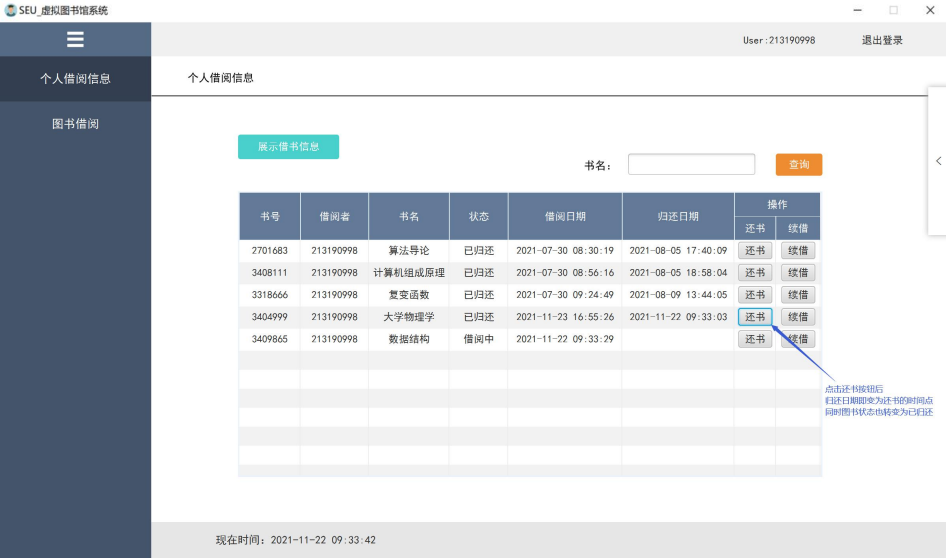 SEU_虚拟图书馆系统
User:213190998 退出登录
个人借阅信息
图书借阅
个人借阅信息
展示借书信息
书名: 查询
书号 借阅者 书名 状态 借阅日期 归还日期 操作
还书 续借
2701683 213190998 算法导论 已归还 2021-07-30 08:30:19 2021-08-05 17:40:09 还书 续借
3408111 213190998 计算机组成原理 已归还 2021-07-30 08:56:16 2021-08-05 18:58:04 还书 续借
3318666 213190998 复变函数 已归还 2021-07-30 09:24:49 2021-08-09 13:44:05 还书 续借
3404999 213190998 大学物理学 已归还 2021-11-23 16:55:26 2021-11-22 09:33:03 还书 续借
3409865 213190998 数据结构 借阅中 2021-11-22 09:33:29 还书 续借
点击还书按钮后
归还日期即变为还书的时间点
同时图书状态也转变为已归还
现在时间: 2021-11-22 09:33:42